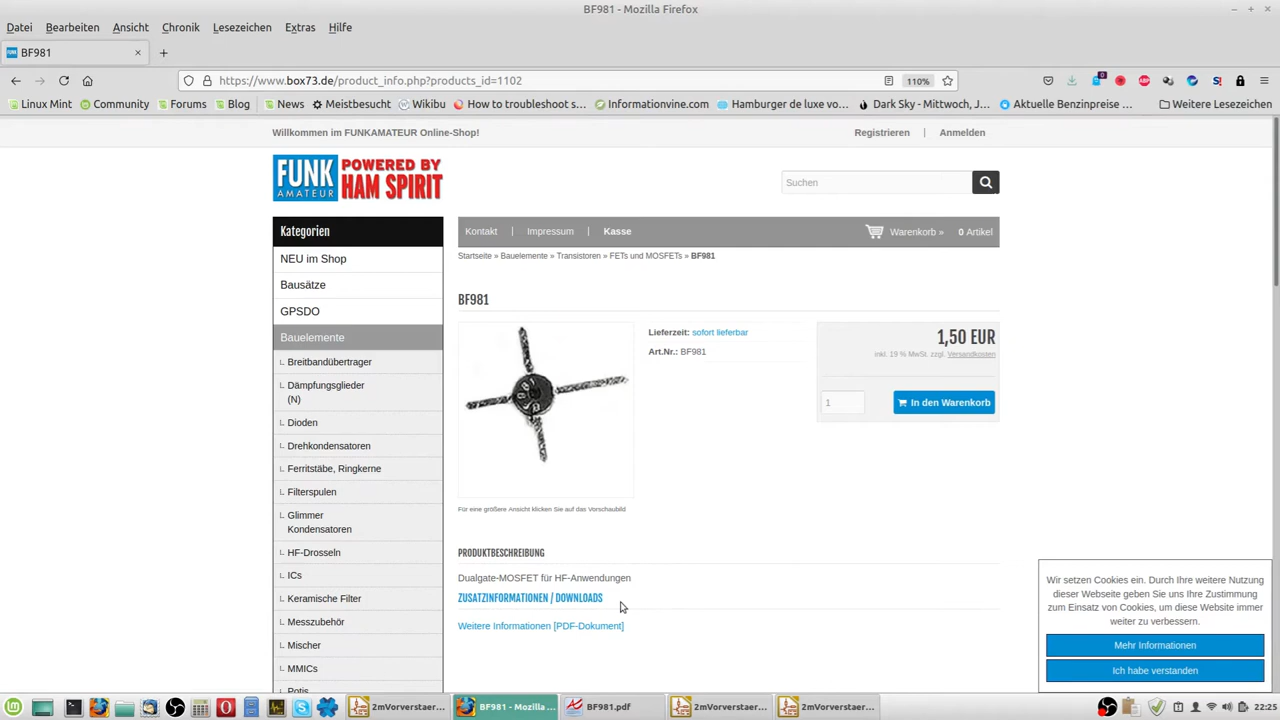 BF981 - Mozilla Firefox
Datei Bearbeiten Ansicht Chronik Lesezeichen Extras Hilfe
BF981
https://www.box73.de/product_info.php?products_id=1102
110%
Linux Mint Community Forums Blog News Meistbesucht Wikibu How to troubleshoot s... Informationvine.com Hamburger de luxe vo... Dark Sky - Mittwoch, J... Aktuelle Benzinpreise ... Weitere Lesezeichen
Willkommen im FUNKAMATEUR Online-Shop!
Registrieren | Anmelden
FUNK AMATEUR
POWERED BY HAM SPIRIT
Suchen
Kategorien
NEU im Shop
Bausätze
GPSDO
Bauelemente
Breitbandübertrager
Dämpfungsglieder
(N)
Dioden
Drehkondensatoren
Ferritstäbe, Ringkerne
Filterspulen
Glimmer
Kondensatoren
HF-Drosseln
ICs
Keramische Filter
Messzubehör
Mischer
MMICs
Potis
Kontakt | Impressum | Kasse
Warenkorb » 0 Artikel
Startseite » Bauelemente » Transistoren » FETs und MOSFETs » BF981
BF981
Lieferzeit: sofort lieferbar
Art.Nr.: BF981
1,50 EUR
inkl. 19 % MwSt. zzgl. Versandkosten
1
In den Warenkorb
Für eine größere Ansicht klicken Sie auf das Vorschaubild
PRODUKTBESCHREIBUNG
Dualgate-MOSFET für HF-Anwendungen
ZUSATZINFORMATIONEN / DOWNLOADS
Weitere Informationen [PDF-Dokument]
Wir setzen Cookies ein. Durch Ihre weitere Nutzung
dieser Webseite geben Sie uns Ihre Zustimmung
zum Einsatz von Cookies, um diese Website immer
weiter zu verbessern.
Mehr Informationen
Ich habe verstanden
2mVorverstaer... BF981 - Mozilla ... BF981.pdf 2mVorverstaer... 2mVorverstaer...
22:25